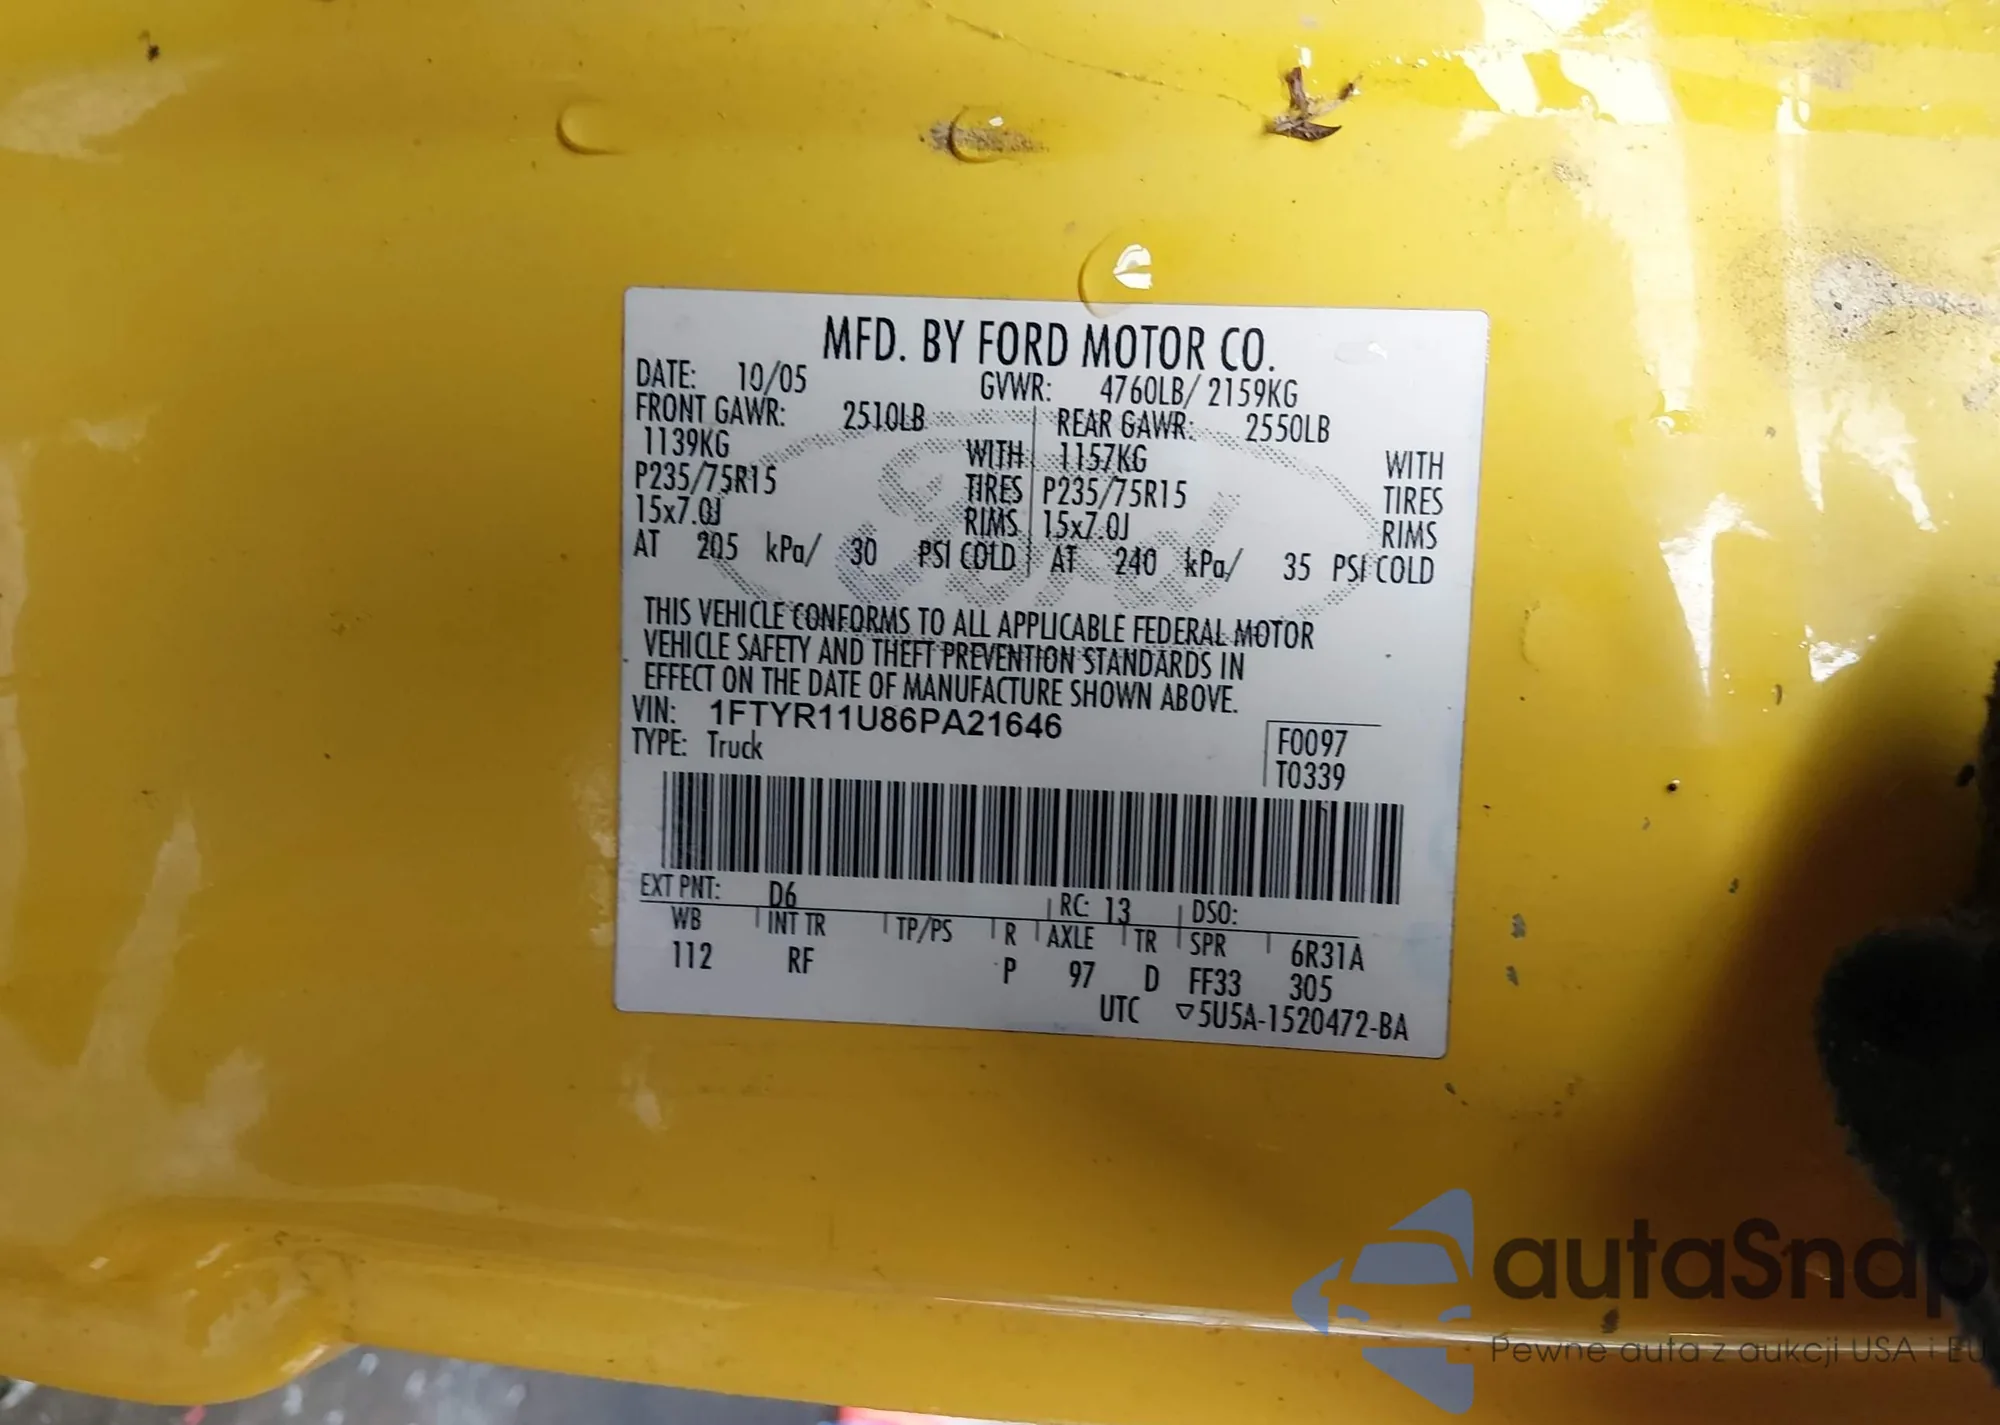 MFD. BY FORD MOTOR CO.
DATE: 10/05 GVWR: 4760LB/ 2159KG
FRONT GAWR: 2510LB REAR GAWR: 2550LB
1139KG WITH 1157KG WITH
P235/75R15 TIRES P235/75R15 TIRES
15x7.0J RIMS 15x7.0J RIMS
AT 205 kPa/ 30 PSI COLD AT 240 kPa/ 35 PSI COLD
THIS VEHICLE CONFORMS TO ALL APPLICABLE FEDERAL MOTOR
VEHICLE SAFETY AND THEFT PREVENTION STANDARDS IN
EFFECT ON THE DATE OF MANUFACTURE SHOWN ABOVE.
VIN: 1FTYR11U86PA21646
TYPE: Truck
F0097
T0339
EXT PNT: D6 RC: 13 DSO:
WB INT TR TP/PS R AXLE TR SPR 6R31A
112 RF P 97 D FF33 305
UTC ▽5U5A-1520472-BA
Ford
autaSnap
Pewne auta z aukcji USA i EU